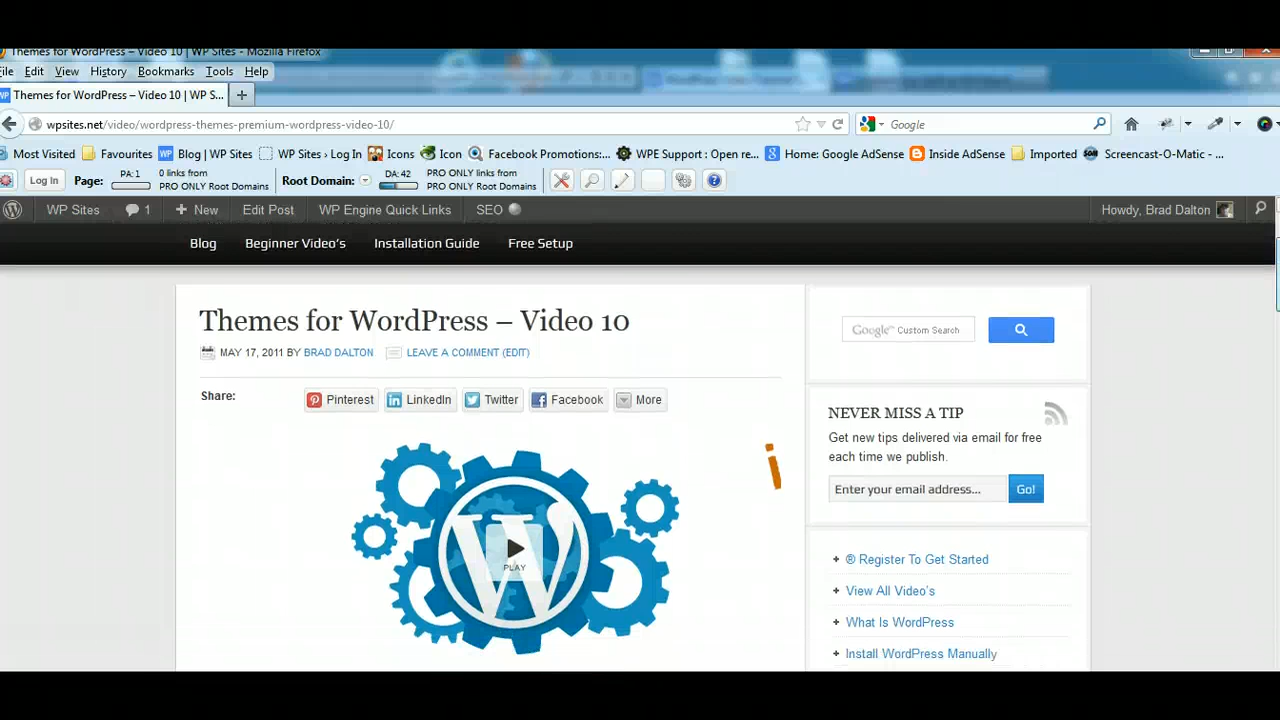 Themes for WordPress – Video 10 | WP Sites - Mozilla Firefox
File Edit View History Bookmarks Tools Help
WP Themes for WordPress – Video 10 | WP S... +
wpsites.net/video/wordpress-themes-premium-wordpress-video-10/ Google
Most Visited Favourites WP Blog | WP Sites WP Sites › Log In Icons Icon Facebook Promotions:... WPE Support : Open re... Home: Google AdSense Inside AdSense Imported Screencast-O-Matic - ...
Log In Page: PA: 1 0 links from PRO ONLY Root Domains Root Domain: DA: 42 PRO ONLY links from PRO ONLY Root Domains
WP Sites 1 + New Edit Post WP Engine Quick Links SEO Howdy, Brad Dalton
Blog Beginner Video's Installation Guide Free Setup
Themes for WordPress – Video 10
MAY 17, 2011 BY BRAD DALTON LEAVE A COMMENT (EDIT)
Share: Pinterest LinkedIn Twitter Facebook More
i
W
PLAY
Google™ Custom Search
NEVER MISS A TIP
Get new tips delivered via email for free
each time we publish.
Enter your email address... Go!
® Register To Get Started
View All Video's
What Is WordPress
Install WordPress Manually